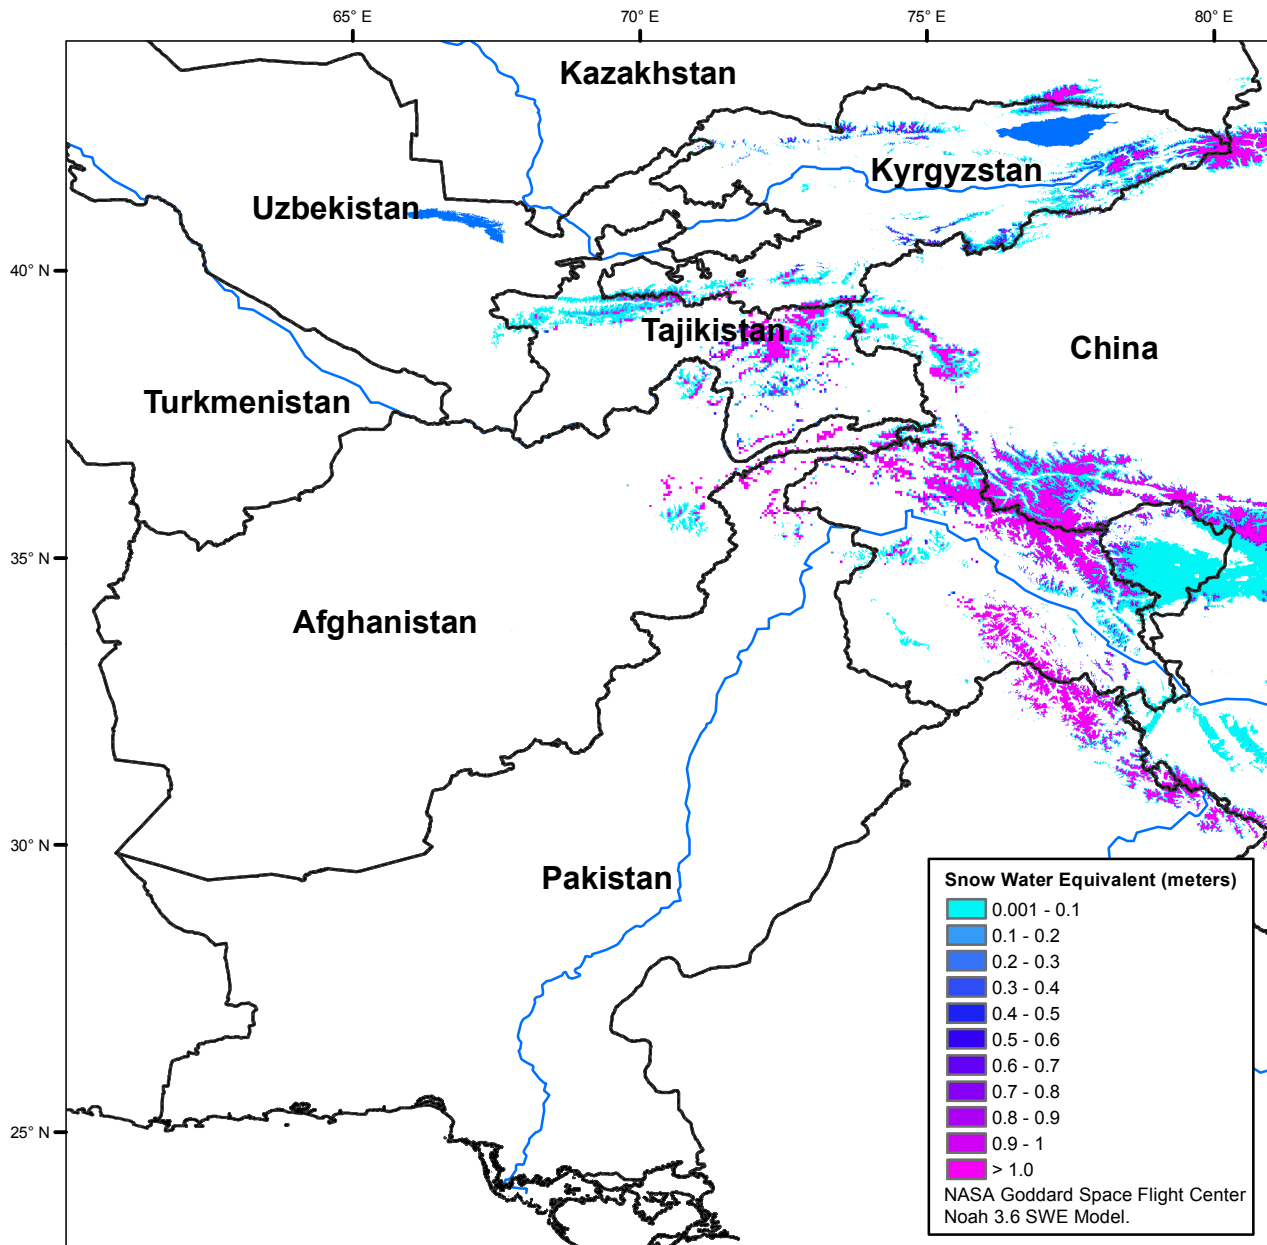 65° E
70° E
75° E
80° E
Kazakhstan
Kyrgyzstan
Uzbekistan
40° N
Tajikistan
China
Turkmenistan
35° N
Afghanistan
30° N
Pakistan
25° N
Snow Water Equivalent (meters)
0.001 - 0.1
0.1 - 0.2
0.2 - 0.3
0.3 - 0.4
0.4 - 0.5
0.5 - 0.6
0.6 - 0.7
0.7 - 0.8
0.8 - 0.9
0.9 - 1
> 1.0
NASA Goddard Space Flight Center
Noah 3.6 SWE Model.